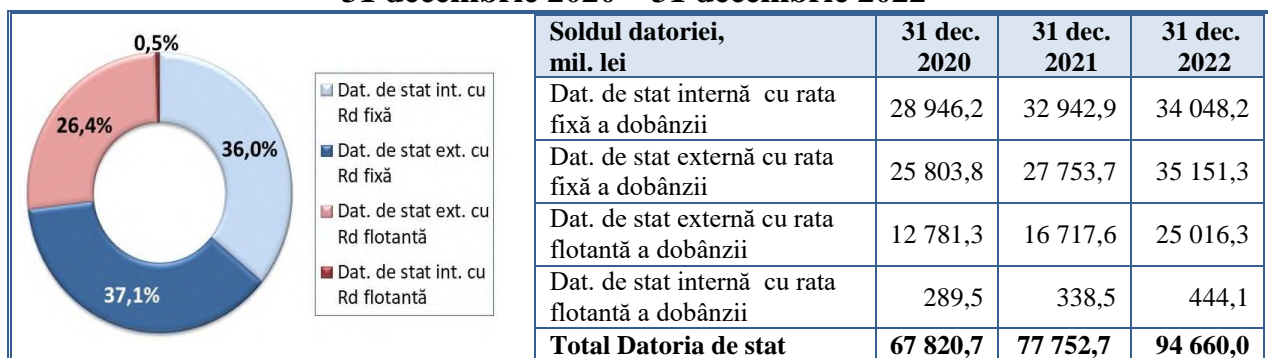 31 decembrie 2020 – 31 decembrie 2022
0,5%
26,4%
36,0%
37,1%
Dat. de stat int. cu
Rd fixă
Dat. de stat ext. cu
Rd fixă
Dat. de stat ext. cu
Rd flotantă
Dat. de stat int. cu
Rd flotantă
Soldul datoriei, mil. lei | 31 dec. 2020 | 31 dec. 2021 | 31 dec. 2022
Dat. de stat internă cu rata fixă a dobânzii | 28 946,2 | 32 942,9 | 34 048,2
Dat. de stat externă cu rata fixă a dobânzii | 25 803,8 | 27 753,7 | 35 151,3
Dat. de stat externă cu rata flotantă a dobânzii | 12 781,3 | 16 717,6 | 25 016,3
Dat. de stat internă cu rata flotantă a dobânzii | 289,5 | 338,5 | 444,1
Total Datoria de stat | 67 820,7 | 77 752,7 | 94 660,0